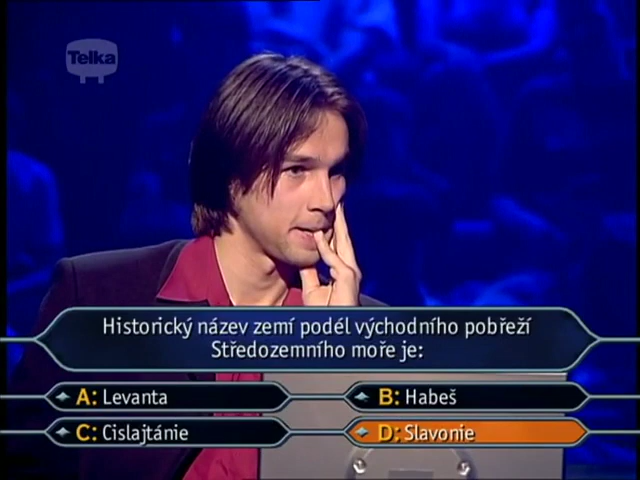 Telka
Historický název zemí podél východního pobřeží
Středozemního moře je:
A: Levanta
B: Habeš
C: Cislajtánie
D: Slavonie